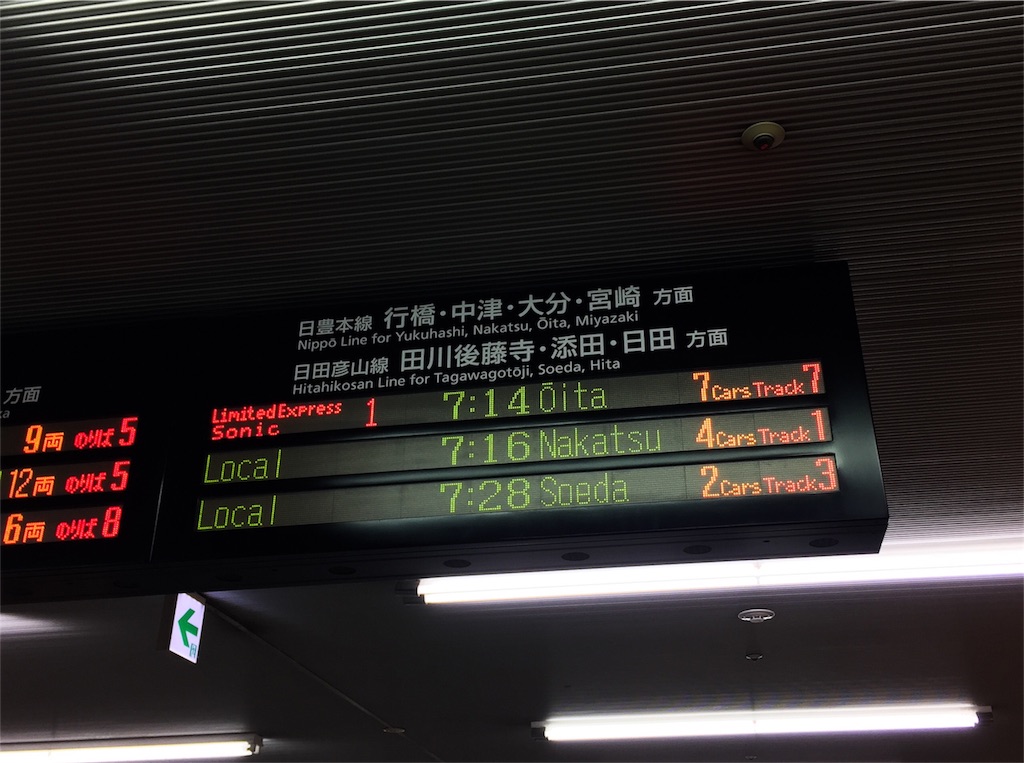 日豊本線 行橋・中津・大分・宮崎 方面
Nippō Line for Yukuhashi, Nakatsu, Ōita, Miyazaki
日田彦山線 田川後藤寺・添田・日田 方面
Hitahikosan Line for Tagawagotōji, Soeda, Hita
Limited Express Sonic 1 7:14 Ōita 7Cars Track7
Local 7:16 Nakatsu 4Cars Track1
Local 7:28 Soeda 2Cars Track3
方面
9両 のりば5
12両 のりば5
6両 のりば8